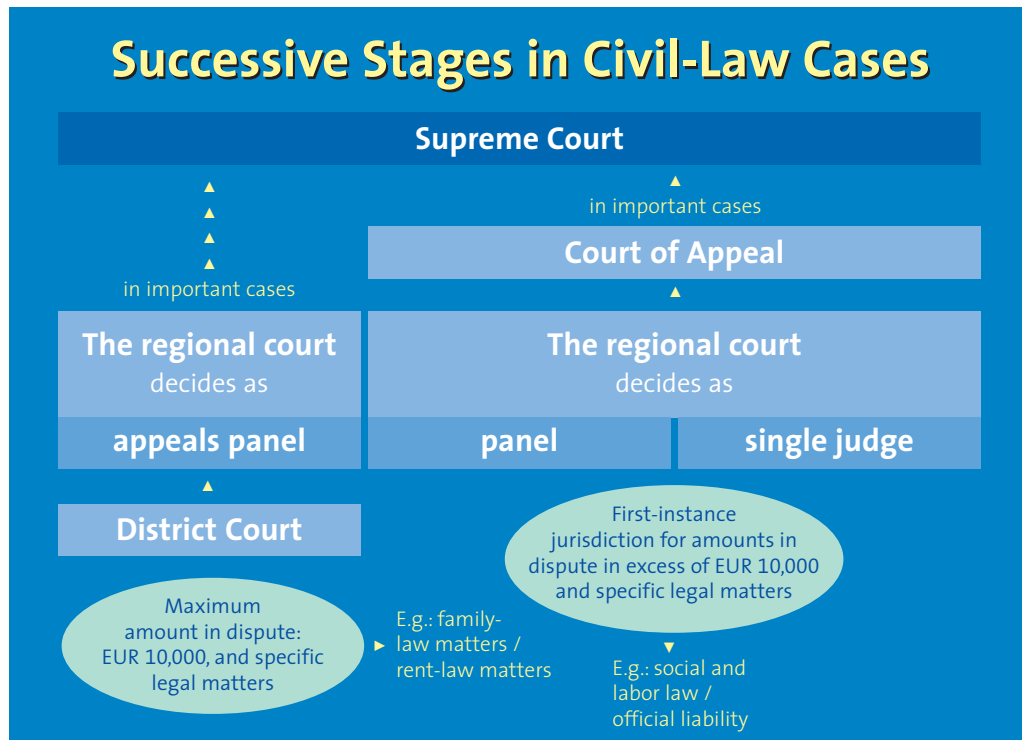 Successive Stages in Civil-Law Cases
Supreme Court
in important cases
Court of Appeal
in important cases
The regional court
decides as
appeals panel
The regional court
decides as
panel
single judge
District Court
Maximum
amount in dispute:
EUR 10,000, and specific
legal matters
E.g.: family-
law matters /
rent-law matters
First-instance
jurisdiction for amounts in
dispute in excess of EUR 10,000
and specific legal matters
E.g.: social and
labor law /
official liability